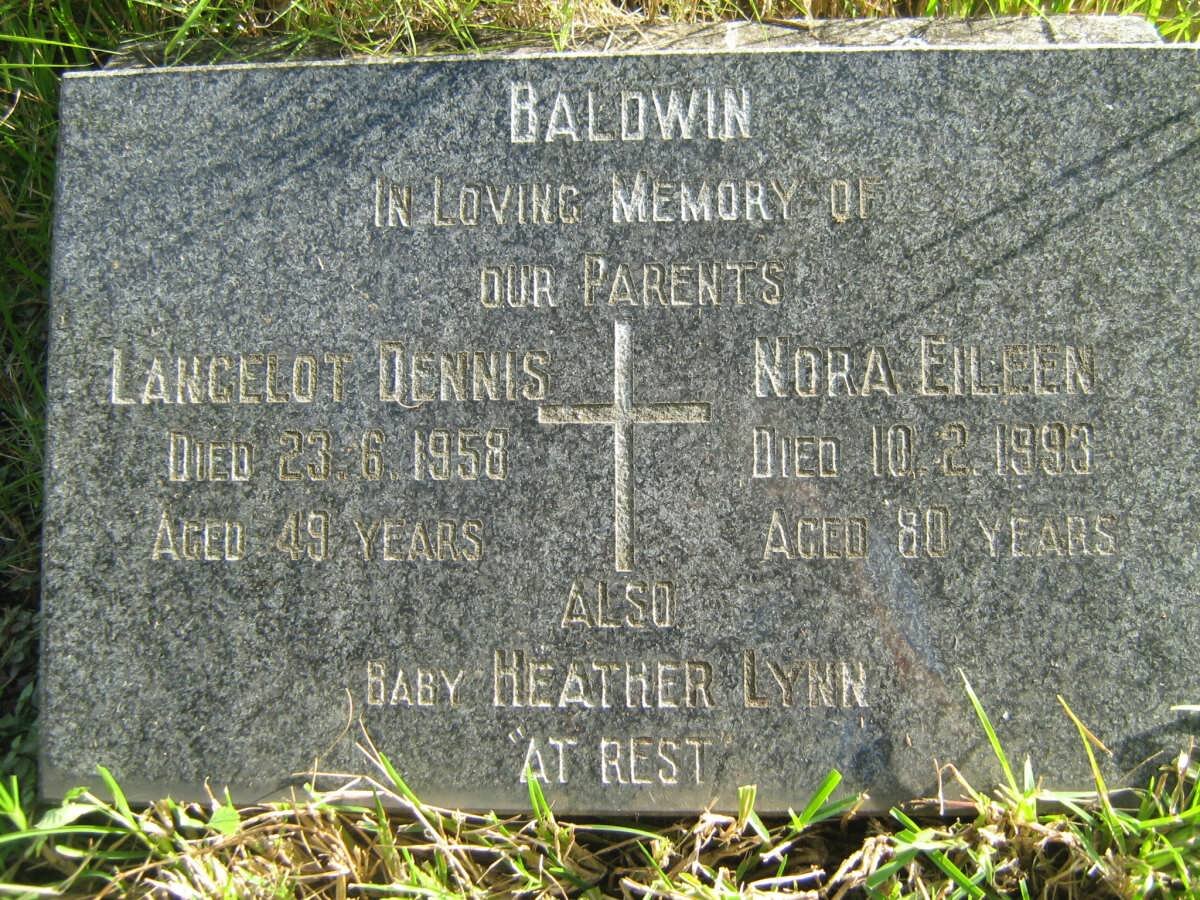 BALDWIN
IN LOVING MEMORY OF
OUR PARENTS
LANCELOT DENNIS
DIED 23.6.1958
AGED 49 YEARS
NORA EILEEN
DIED 10.2.1993
AGED 80 YEARS
ALSO
BABY HEATHER LYNN
"AT REST"